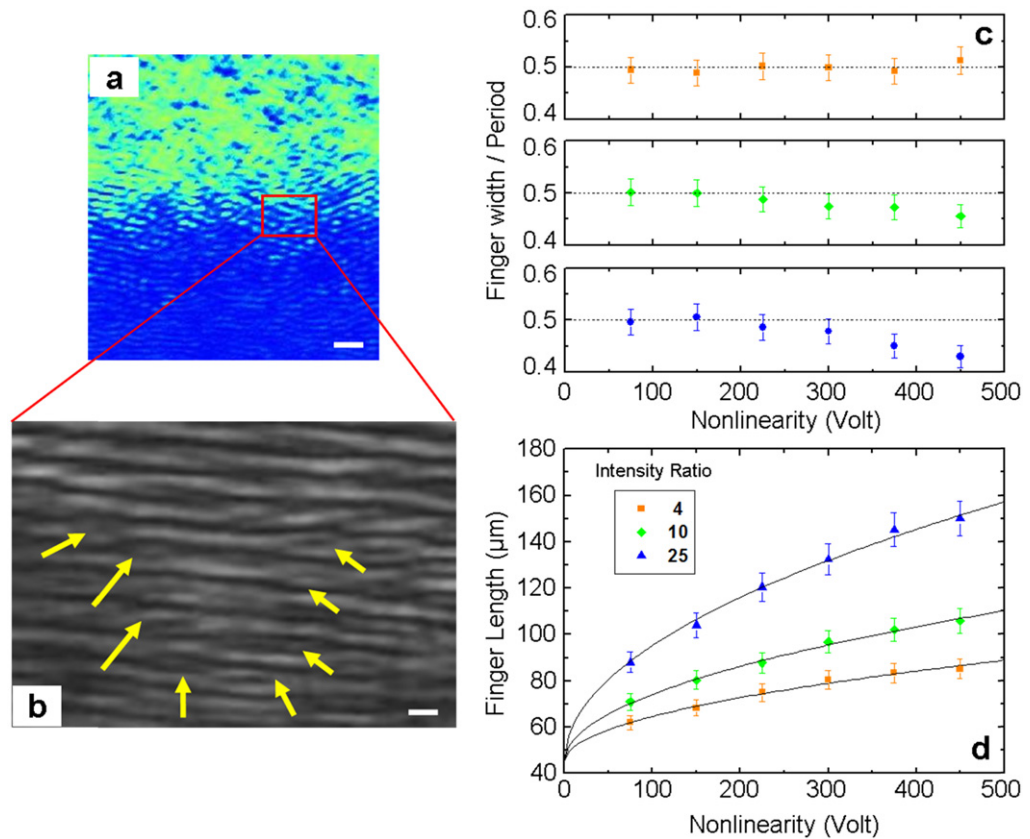 a
b
c
0.6
0.5
0.4
0.6
0.5
0.4
0.6
0.5
0.4
Finger width / Period
0 100 200 300 400 500
Nonlinearity (Volt)
d
180
160
140
120
100
80
60
40
Finger Length (µm)
Intensity Ratio
4
10
25
0 100 200 300 400 500
Nonlinearity (Volt)